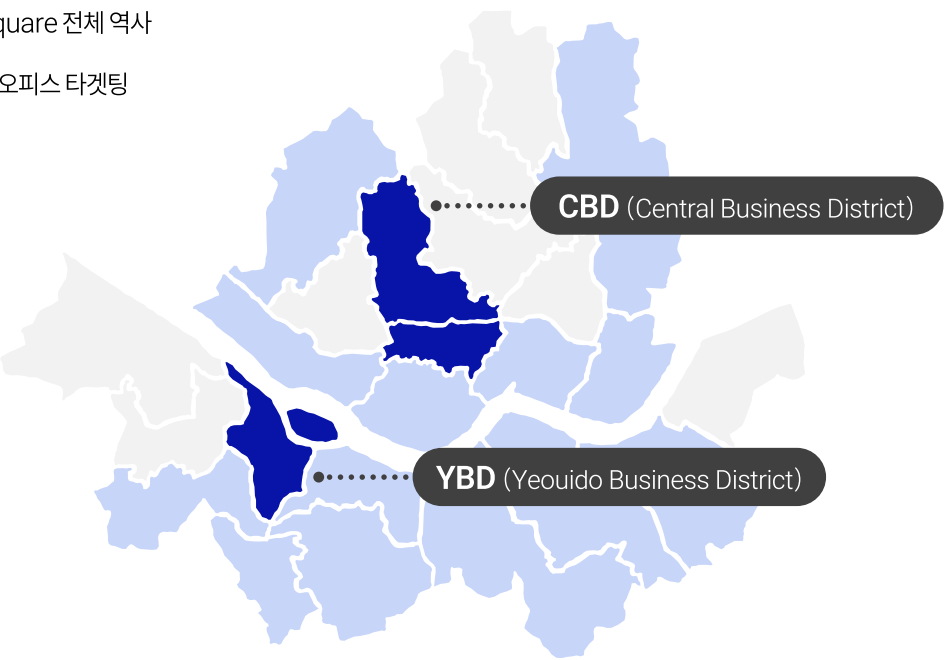 quare 전체 역사
오피스 타겟팅
CBD (Central Business District)
YBD (Yeouido Business District)